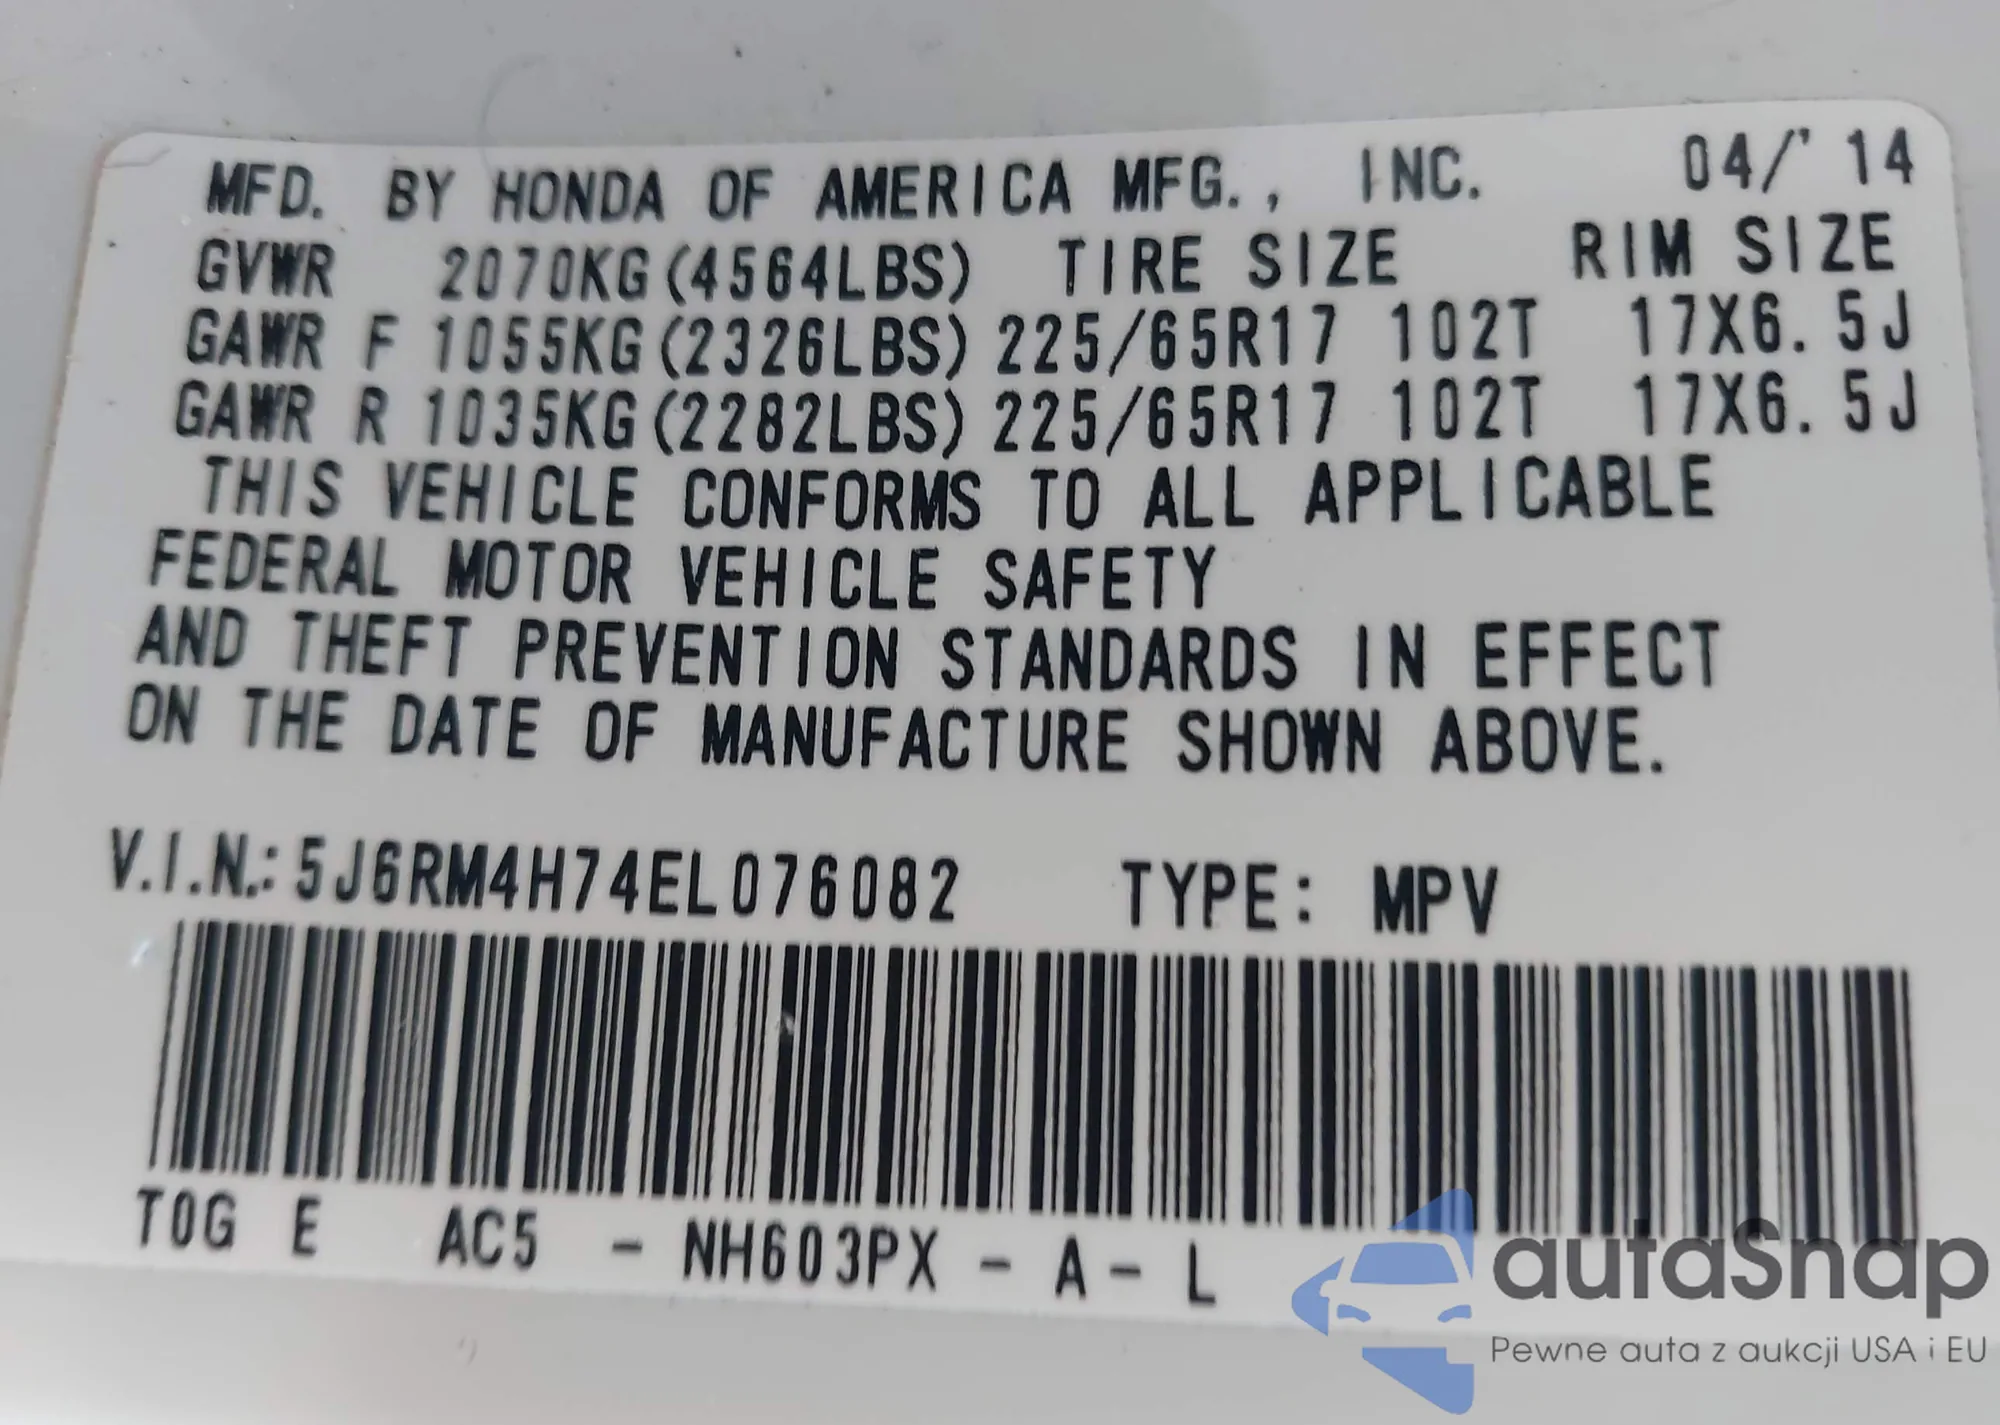 MFD. BY HONDA OF AMERICA MFG., INC. 04/'14
GVWR 2070KG(4564LBS) TIRE SIZE RIM SIZE
GAWR F 1055KG(2326LBS) 225/65R17 102T 17X6.5J
GAWR R 1035KG(2282LBS) 225/65R17 102T 17X6.5J
THIS VEHICLE CONFORMS TO ALL APPLICABLE
FEDERAL MOTOR VEHICLE SAFETY
AND THEFT PREVENTION STANDARDS IN EFFECT
ON THE DATE OF MANUFACTURE SHOWN ABOVE.
V.I.N.: 5J6RM4H74EL076082 TYPE: MPV
T0G E AC5 - NH603PX - A - L
autaSnap
Pewne auta z aukcji USA i EU